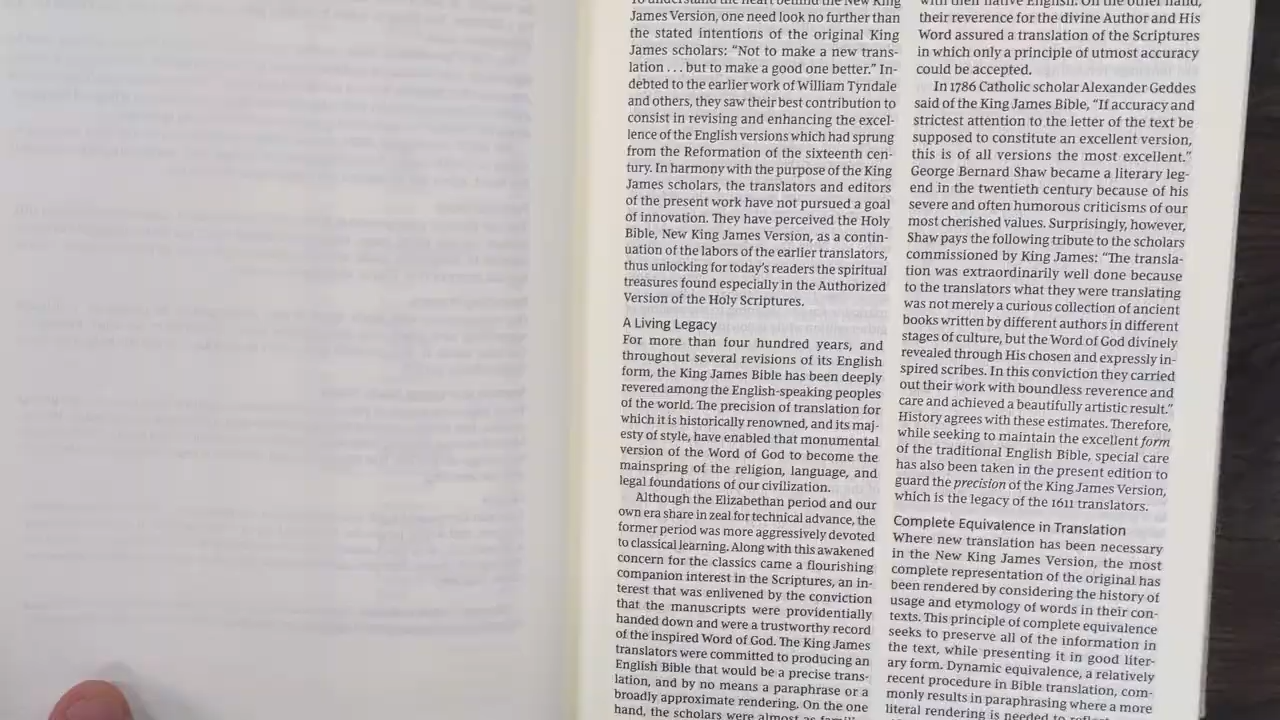 To understand the heart behind the New King
James Version, one need look no further than
the stated intentions of the original King
James scholars: “Not to make a new trans-
lation . . . but to make a good one better.” In-
debted to the earlier work of William Tyndale
and others, they saw their best contribution to
consist in revising and enhancing the excel-
lence of the English versions which had sprung
from the Reformation of the sixteenth cen-
tury. In harmony with the purpose of the King
James scholars, the translators and editors
of the present work have not pursued a goal
of innovation. They have perceived the Holy
Bible, New King James Version, as a contin-
uation of the labors of the earlier translators,
thus unlocking for today’s readers the spiritual
treasures found especially in the Authorized
Version of the Holy Scriptures.
A Living Legacy
For more than four hundred years, and
throughout several revisions of its English
form, the King James Bible has been deeply
revered among the English-speaking peoples
of the world. The precision of translation for
which it is historically renowned, and its maj-
esty of style, have enabled that monumental
version of the Word of God to become the
mainspring of the religion, language, and
legal foundations of our civilization.
Although the Elizabethan period and our
own era share in zeal for technical advance, the
former period was more aggressively devoted
to classical learning. Along with this awakened
concern for the classics came a flourishing
companion interest in the Scriptures, an in-
terest that was enlivened by the conviction
that the manuscripts were providentially
handed down and were a trustworthy record
of the inspired Word of God. The King James
translators were committed to producing an
English Bible that would be a precise trans-
lation, and by no means a paraphrase or a
broadly approximate rendering. On the one
hand, the scholars were almost as
with their native English. On the other hand,
their reverence for the divine Author and His
Word assured a translation of the Scriptures
in which only a principle of utmost accuracy
could be accepted.
In 1786 Catholic scholar Alexander Geddes
said of the King James Bible, “If accuracy and
strictest attention to the letter of the text be
supposed to constitute an excellent version,
this is of all versions the most excellent.”
George Bernard Shaw became a literary leg-
end in the twentieth century because of his
severe and often humorous criticisms of our
most cherished values. Surprisingly, however,
Shaw pays the following tribute to the scholars
commissioned by King James: “The transla-
tion was extraordinarily well done because
to the translators what they were translating
was not merely a curious collection of ancient
books written by different authors in different
stages of culture, but the Word of God divinely
revealed through His chosen and expressly in-
spired scribes. In this conviction they carried
out their work with boundless reverence and
care and achieved a beautifully artistic result.”
History agrees with these estimates. Therefore,
while seeking to maintain the excellent form
of the traditional English Bible, special care
has also been taken in the present edition to
guard the precision of the King James Version,
which is the legacy of the 1611 translators.
Complete Equivalence in Translation
Where new translation has been necessary
in the New King James Version, the most
complete representation of the original has
been rendered by considering the history of
usage and etymology of words in their con-
texts. This principle of complete equivalence
seeks to preserve all of the information in
the text, while presenting it in good liter-
ary form. Dynamic equivalence, a relatively
recent procedure in Bible translation, com-
monly results in paraphrasing where a more
literal rendering is needed to reflect